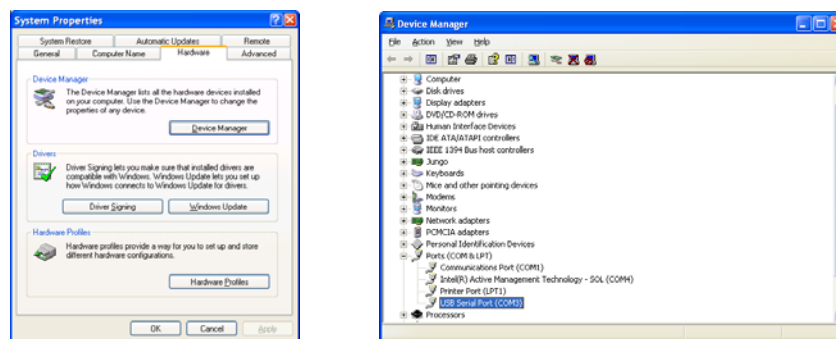 System Properties
System Restore Automatic Updates Remote
General Computer Name Hardware Advanced
Device Manager
The Device Manager lists all the hardware devices installed
on your computer. Use the Device Manager to change the
properties of any device.
Device Manager
Drivers
Driver Signing lets you make sure that installed drivers are
compatible with Windows. Windows Update lets you set up
how Windows connects to Windows Update for drivers.
Driver Signing Windows Update
Hardware Profiles
Hardware profiles provide a way for you to set up and store
different hardware configurations.
Hardware Profiles
OK Cancel Apply
Device Manager
File Action View Help
Computer
Disk drives
Display adapters
DVD/CD-ROM drives
Human Interface Devices
IDE ATA/ATAPI controllers
IEEE 1394 Bus host controllers
Jungo
Keyboards
Mice and other pointing devices
Modems
Monitors
Network adapters
PCMCIA adapters
Personal Identification Devices
Ports (COM & LPT)
Communications Port (COM1)
Intel(R) Active Management Technology - SOL (COM4)
Printer Port (LPT1)
USB Serial Port (COM3)
Processors